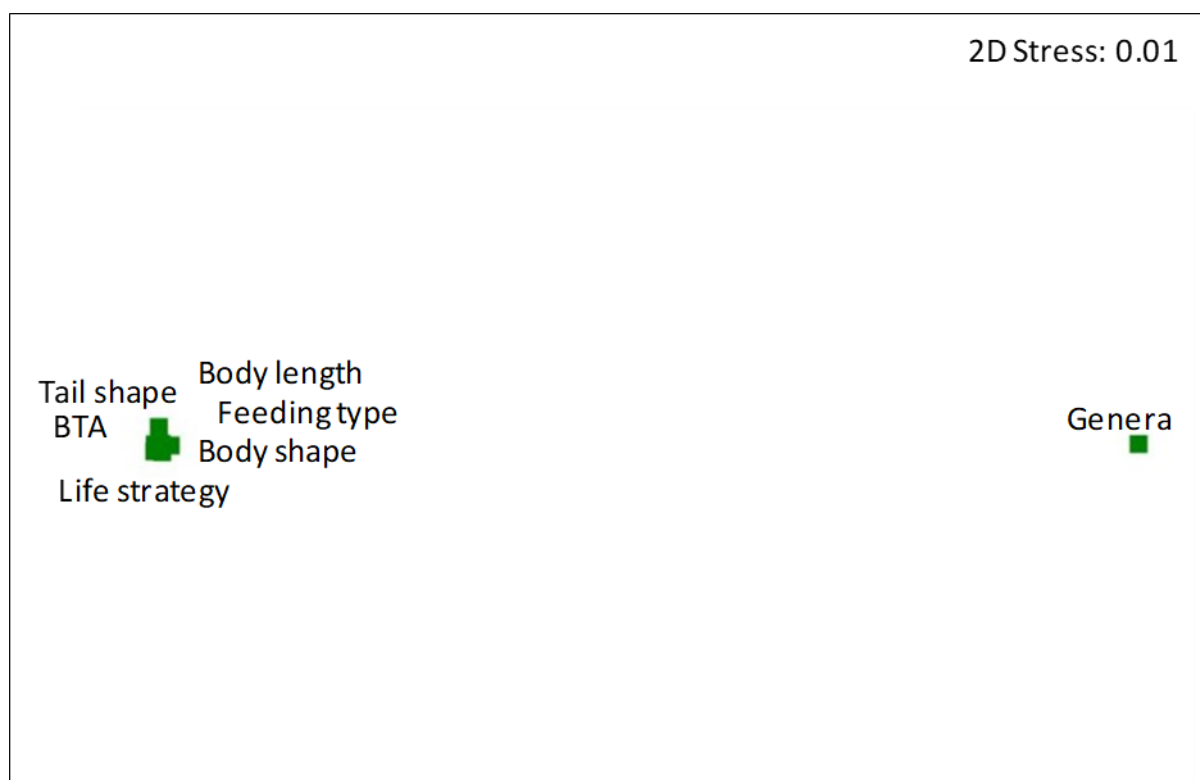 2D Stress: 0.01
Body length
Tail shape
Feeding type
Genera
BTA
Body shape
Life strategy